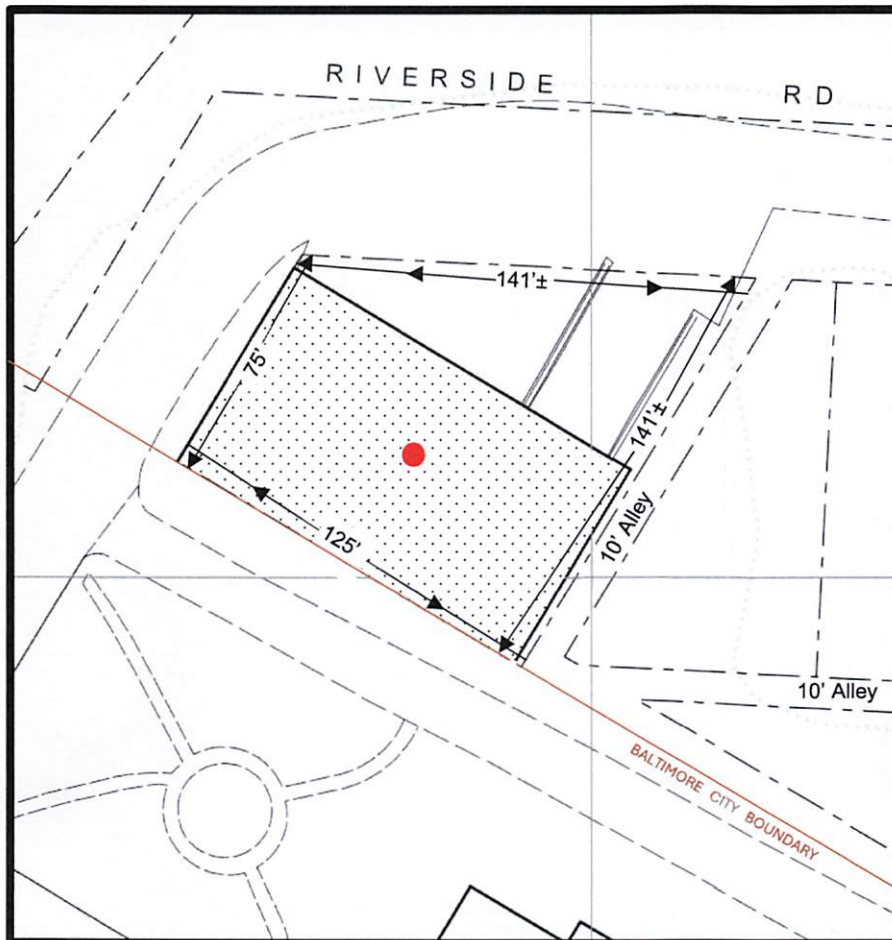 RIVERSIDE RD
141'±
75'
141'±
125'
10' Alley
10' Alley
BALTIMORE CITY BOUNDARY